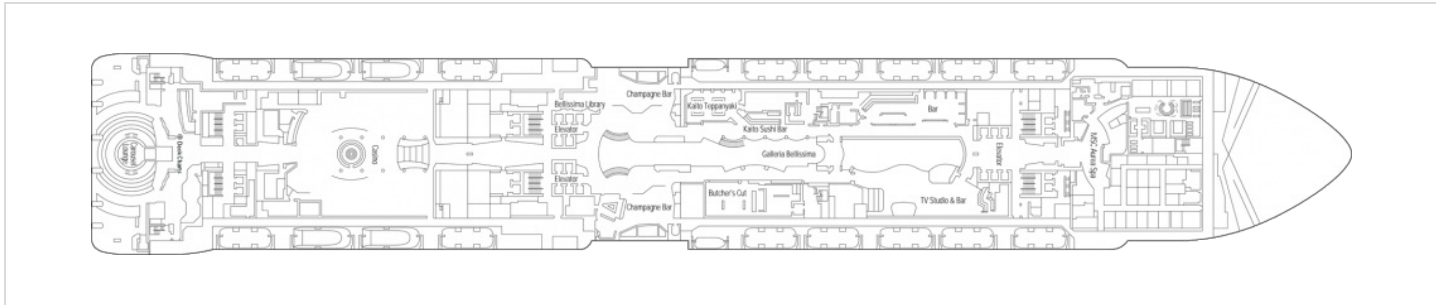 Champagne Bar
Bellissima Library
Kaito Teppanyaki
Bar
Elevator
Kaito Sushi Bar
Carousel
Lounge
Casino
Galleria Bellissima
Elevator
MSC Aurea Spa
Elevator
Butcher's Cut
Champagne Bar
TV Studio & Bar